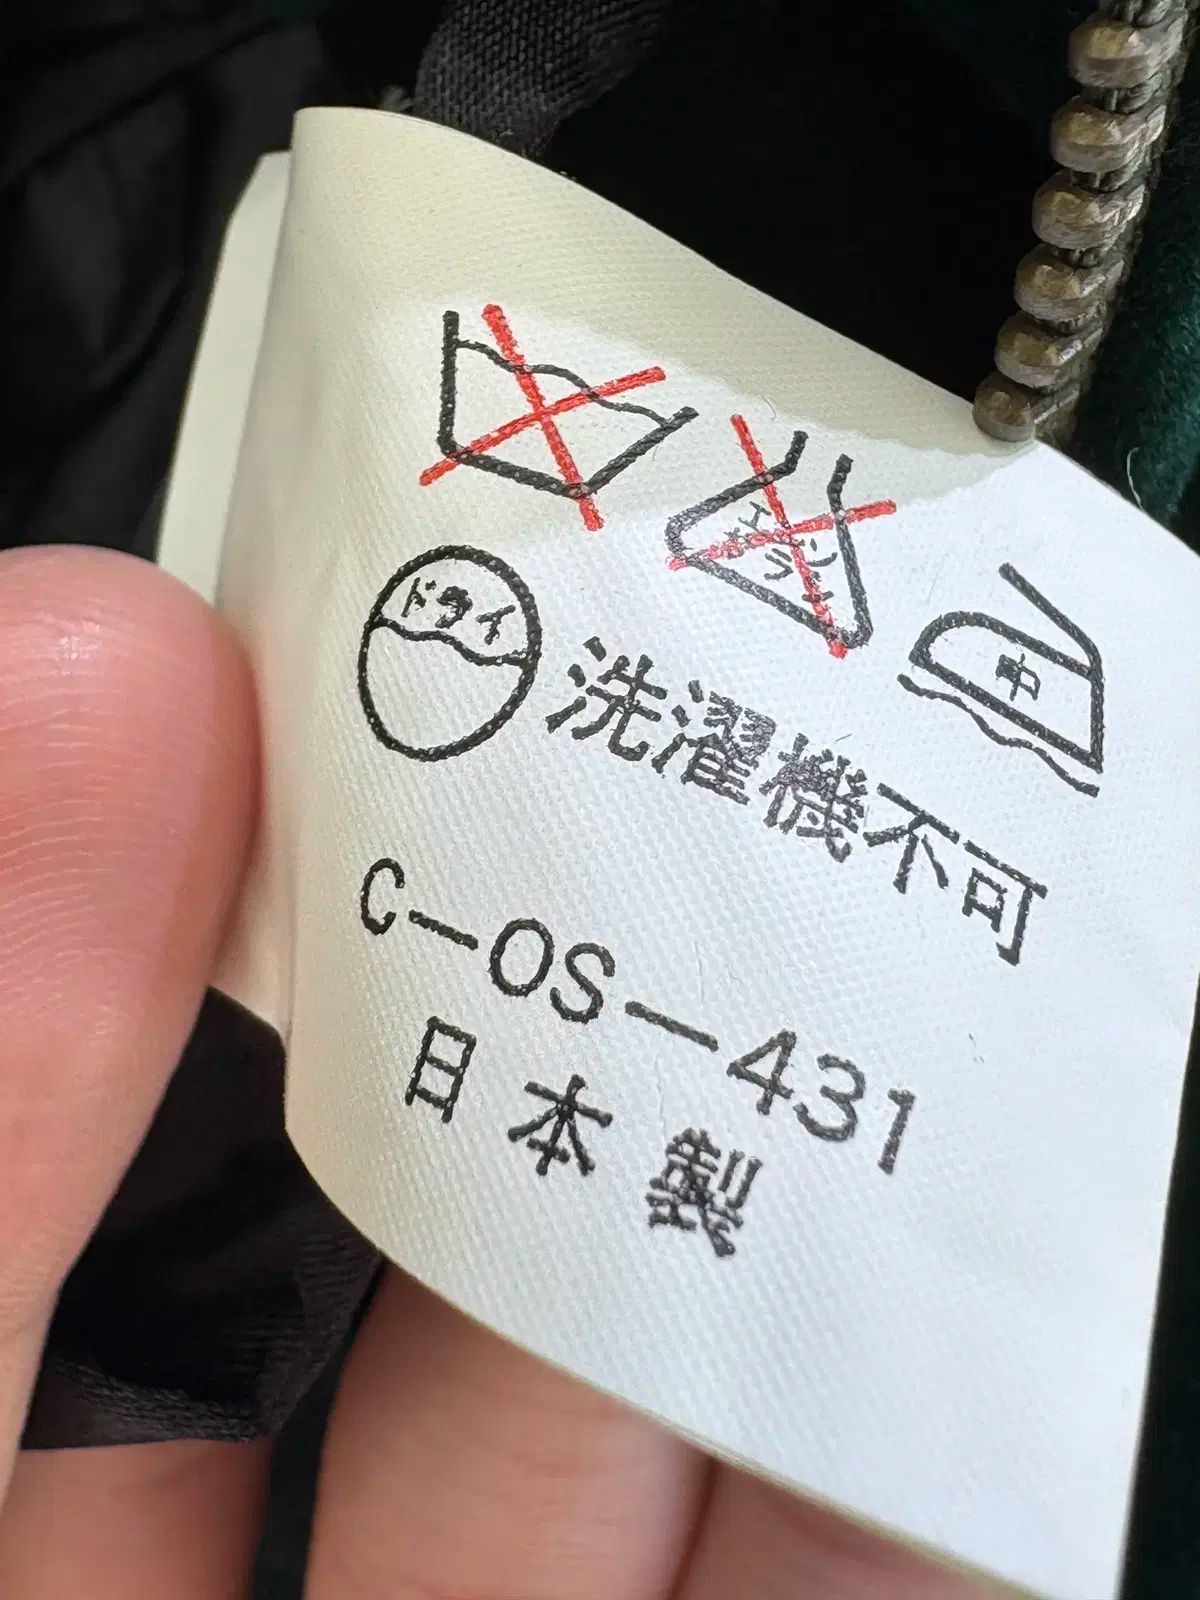 エンソ
サラシ
中
ドライ
洗濯機不可
C-OS-431
日本製